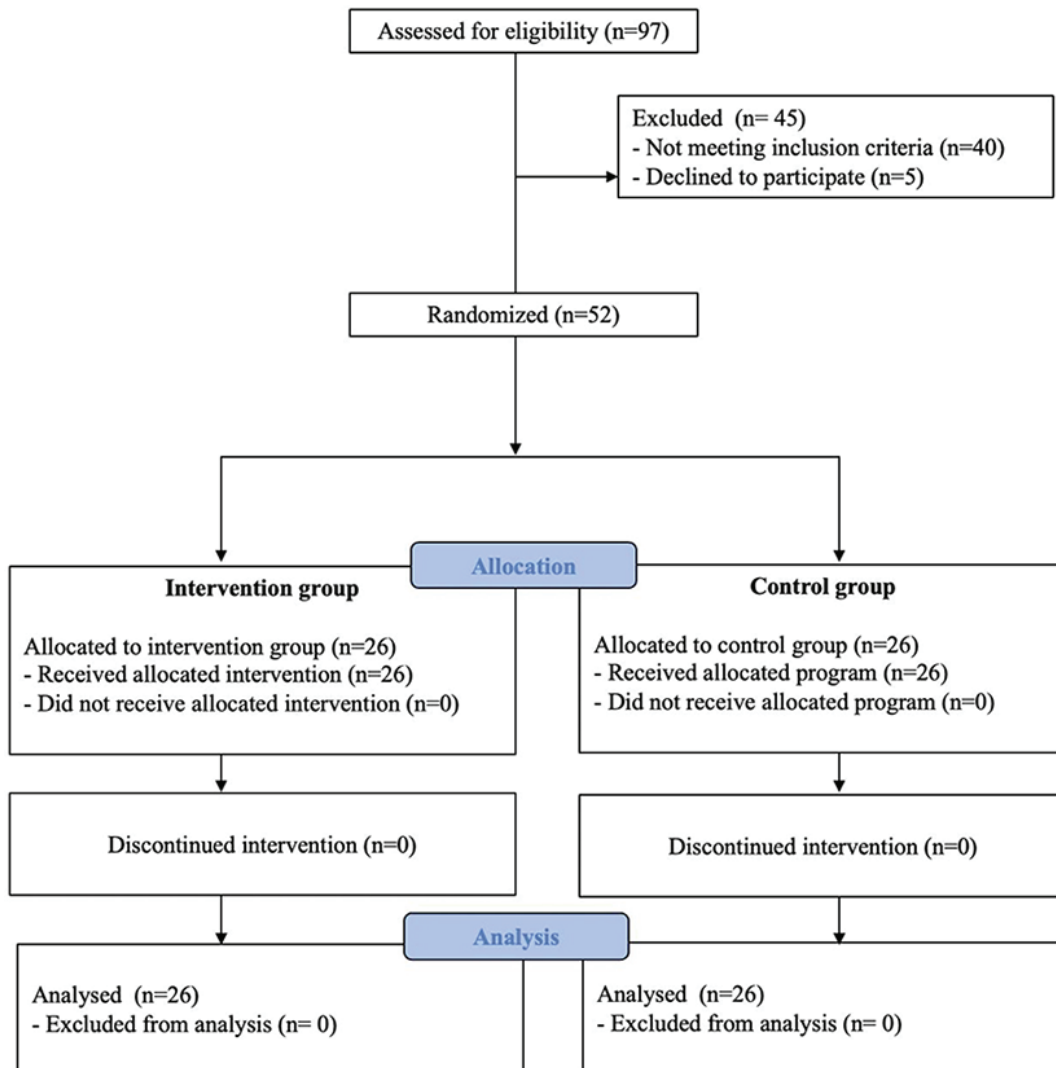 Assessed for eligibility (n=97)
Excluded (n= 45)
- Not meeting inclusion criteria (n=40)
- Declined to participate (n=5)
Randomized (n=52)
Allocation
Intervention group
Allocated to intervention group (n=26)
- Received allocated intervention (n=26)
- Did not receive allocated intervention (n=0)
Control group
Allocated to control group (n=26)
- Received allocated program (n=26)
- Did not receive allocated program (n=0)
Discontinued intervention (n=0)
Discontinued intervention (n=0)
Analysis
Analysed (n=26)
- Excluded from analysis (n= 0)
Analysed (n=26)
- Excluded from analysis (n= 0)